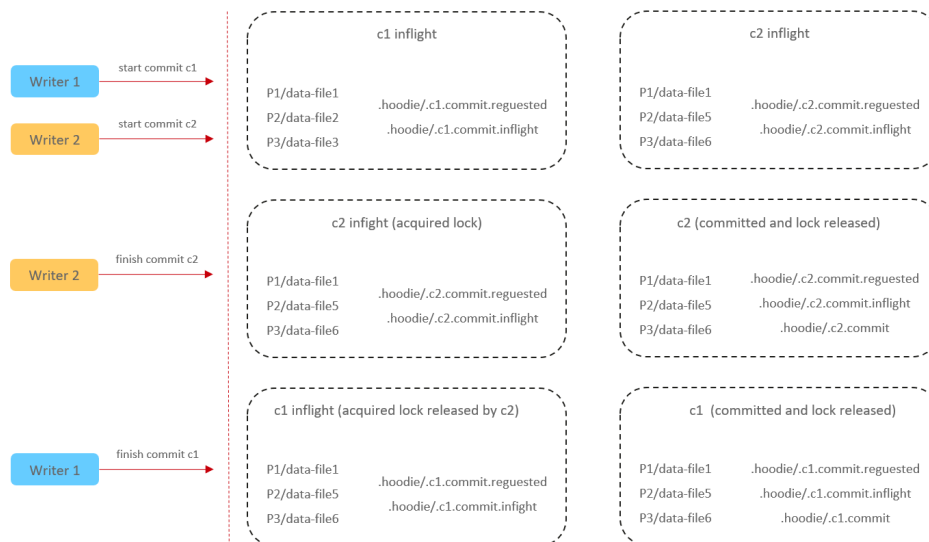 c1 inflight
c2 inflight
Writer 1
start commit c1
Writer 2
start commit c2
P1/data-file1
P2/data-file2
P3/data-file3
.hoodie/.c1.commit.reguested
.hoodie/.c1.commit.inflight
P1/data-file1
P2/data-file5
P3/data-file6
.hoodie/.c2.commit.reguested
.hoodie/.c2.commit.inflight
Writer 2
finish commit c2
c2 infight (acquired lock)
P1/data-file1
P2/data-file5
P3/data-file6
.hoodie/.c2.commit.reguested
.hoodie/.c2.commit.inflight
c2 (committed and lock released)
P1/data-file1
P2/data-file5
P3/data-file6
.hoodie/.c2.commit.reguested
.hoodie/.c2.commit.inflight
.hoodie/.c2.commit
Writer 1
finish commit c1
c1 inflight (acquired lock released by c2)
P1/data-file1
P2/data-file5
P3/data-file6
.hoodie/.c1.commit.reguested
.hoodie/.c1.commit.infight
c1 (committed and lock released)
P1/data-file1
P2/data-file5
P3/data-file6
.hoodie/.c1.commit.reguested
.hoodie/.c1.commit.inflight
.hoodie/.c1.commit